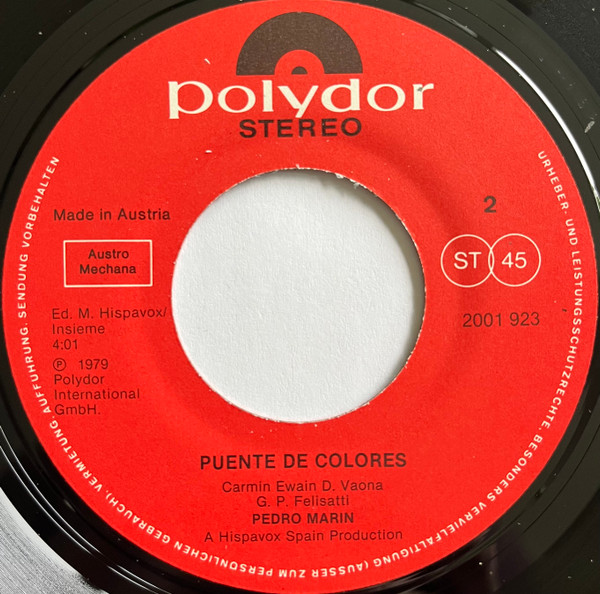 polydor
STEREO
Made in Austria
2
Austro
Mechana
ST 45
Ed. M. Hispavox/
Insieme
4:01
Ⓟ 1979
Polydor
International
GmbH.
2001 923
PUENTE DE COLORES
Carmin Ewain D. Vaona
G. P. Felisatti
PEDRO MARIN
A Hispavox Spain Production
URHEBER- UND LEISTUNGSSCHUTZRECHTE, BESONDERS VERVIELFÄLTIGUNG (AUSSER ZUM PERSÖNLICHEN GEBRAUCH), VERMIETUNG, AUFFÜHRUNG, SENDUNG VORBEHALTEN